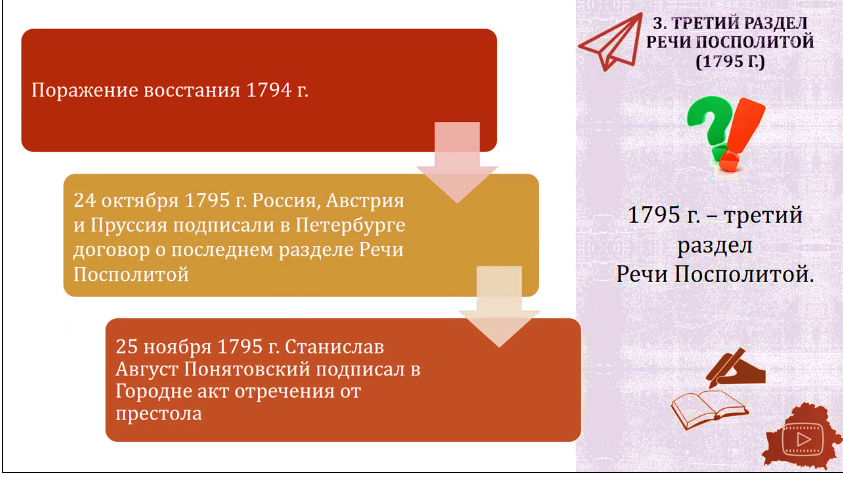 Поражение восстания 1794 г.
24 октября 1795 г. Россия, Австрия
и Пруссия подписали в Петербурге
договор о последнем разделе Речи
Посполитой
25 ноября 1795 г. Станислав
Август Понятовский подписал в
Городне акт отречения от
престола
3. ТРЕТИЙ РАЗДЕЛ
РЕЧИ ПОСПОЛИТОЙ
(1795 Г.)
1795 г. – третий
раздел
Речи Посполитой.